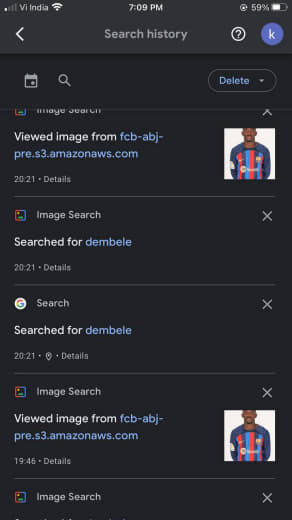 Vi India
7:09 PM
59%
Search history
k
Delete
Image Search
Viewed image from fcb-abj-
pre.s3.amazonaws.com
20:21 • Details
Image Search
Searched for dembele
20:21 • Details
Search
Searched for dembele
20:21 • Details
Image Search
Viewed image from fcb-abj-
pre.s3.amazonaws.com
19:46 • Details
Image Search